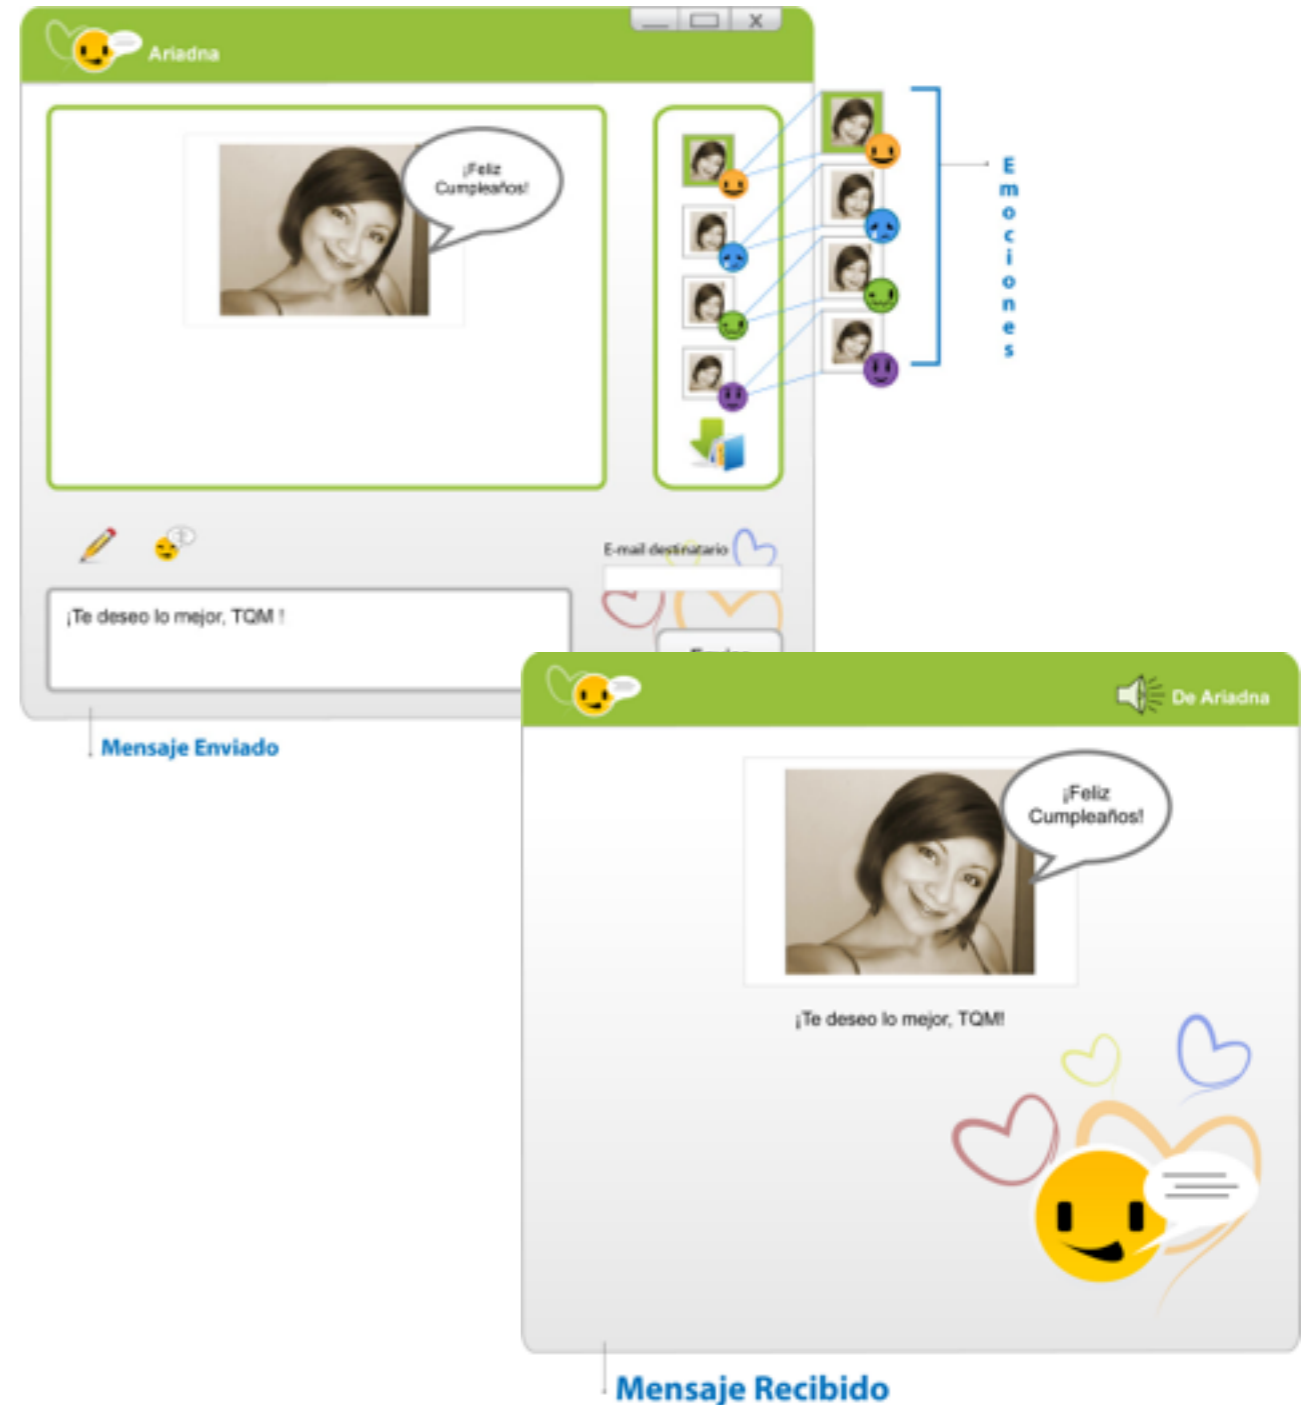 X
Ariadna
¡Feliz
Cumpleaños!
E
m
o
c
i
o
n
e
s
E-mail destinatario
¡Te deseo lo mejor, TQM !
Mensaje Enviado
De Ariadna
¡Feliz
Cumpleaños!
¡Te deseo lo mejor, TQM!
Mensaje Recibido